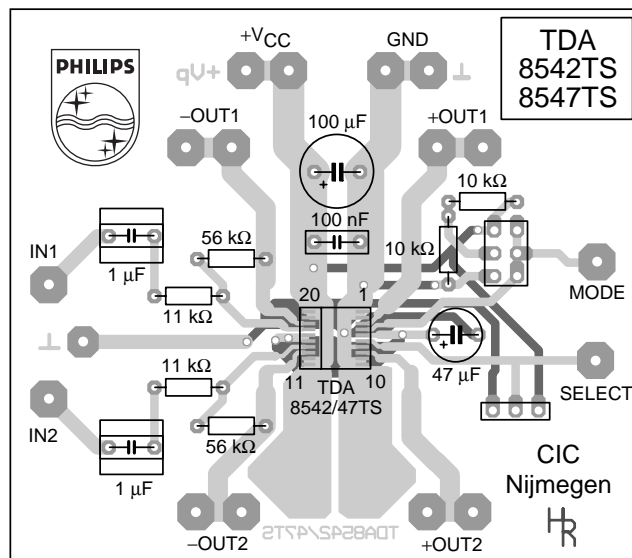 +VCC
GND
TDA
8542TS
8547TS
PHILIPS
+Vp
⊥
−OUT1
+OUT1
100 μF
+
100 nF
10 kΩ
10 kΩ
IN1
1 μF
56 kΩ
11 kΩ
MODE
20
1
⊥
+
47 μF
11 kΩ
11
10
TDA
8542/47TS
SELECT
IN2
56 kΩ
1 μF
CIC
Nijmegen
HR
TDA8542/47TS
−OUT2
+OUT2